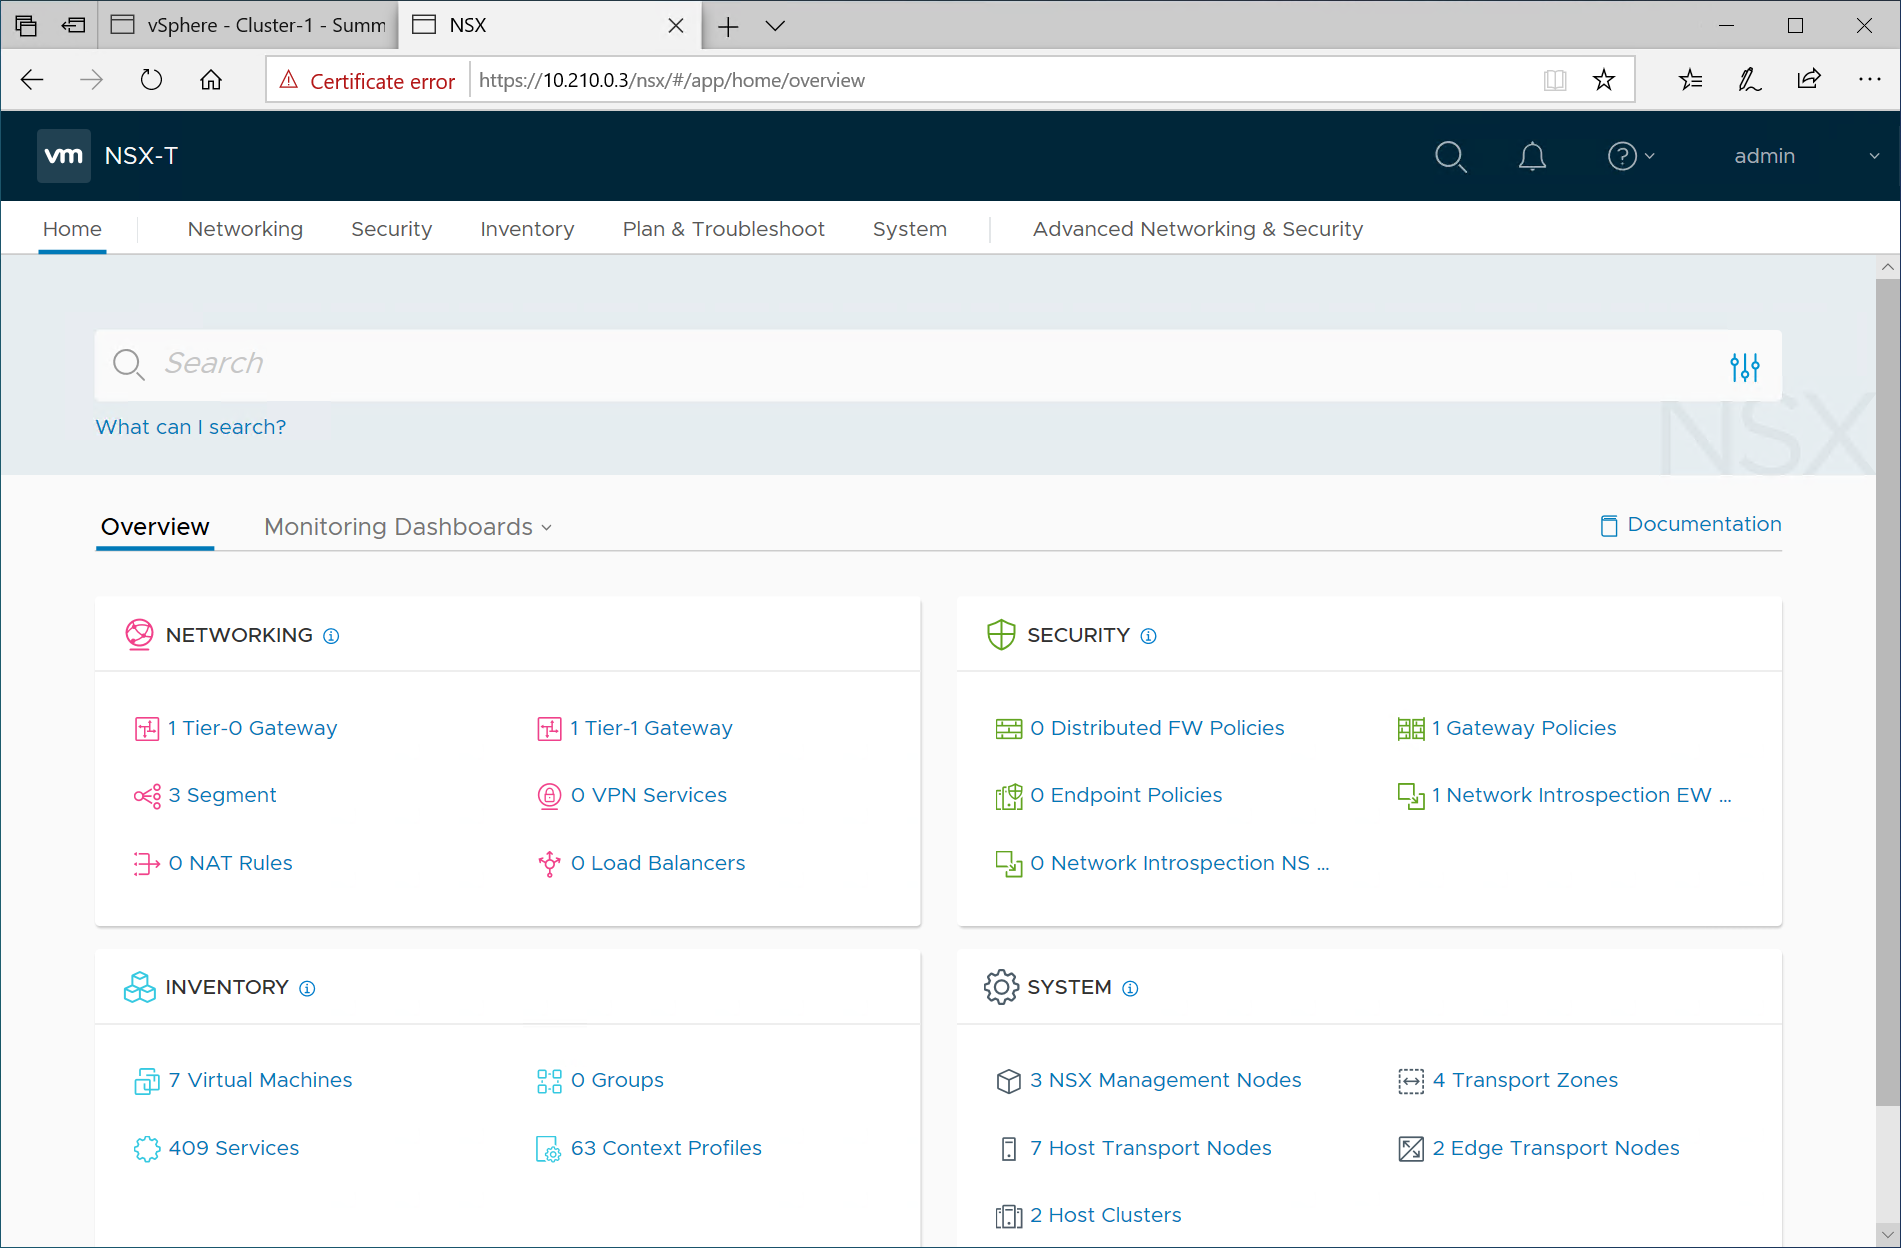 vSphere - Cluster-1 - Summ
NSX
Certificate error
https://10.210.0.3/nsx/#/app/home/overview
vm NSX-T
admin
Home
Networking
Security
Inventory
Plan & Troubleshoot
System
Advanced Networking & Security
Search
What can I search?
NSX
Overview
Monitoring Dashboards
Documentation
NETWORKING
1 Tier-0 Gateway
1 Tier-1 Gateway
3 Segment
0 VPN Services
0 NAT Rules
0 Load Balancers
SECURITY
0 Distributed FW Policies
1 Gateway Policies
0 Endpoint Policies
1 Network Introspection EW ...
0 Network Introspection NS ...
INVENTORY
7 Virtual Machines
0 Groups
409 Services
63 Context Profiles
SYSTEM
3 NSX Management Nodes
4 Transport Zones
7 Host Transport Nodes
2 Edge Transport Nodes
2 Host Clusters